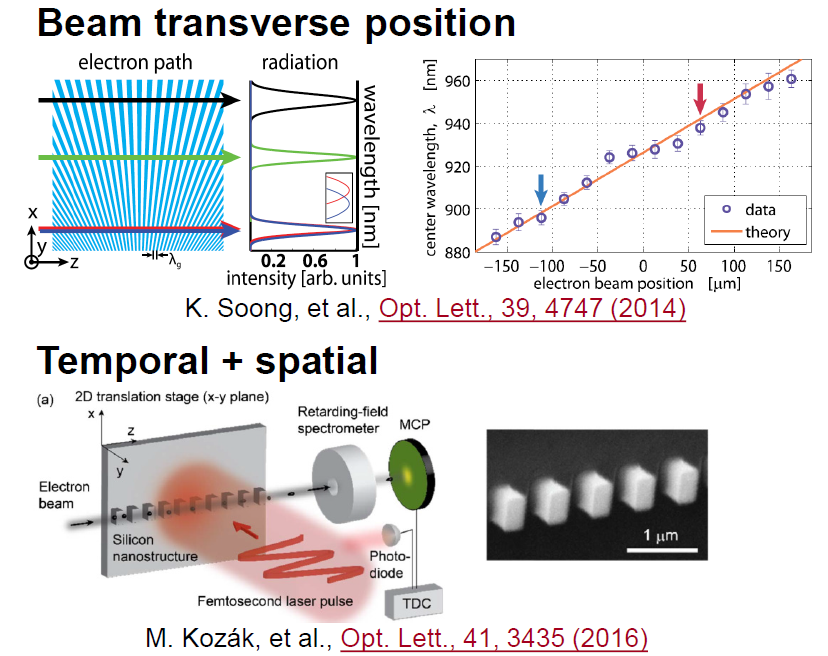 Beam transverse position
electron path
radiation
wavelength [nm]
x
y
z
λg
0.2 0.6 1
intensity [arb. units]
center wavelength, λ [nm]
960
940
920
900
880
data
theory
−150 −100 −50 0 50 100 150
electron beam position [μm]
K. Soong, et al., Opt. Lett., 39, 4747 (2014)
Temporal + spatial
(a) 2D translation stage (x-y plane)
x
z
y
Retarding-field
spectrometer
MCP
Electron
beam
Silicon
nanostructure
Photo-
diode
Femtosecond laser pulse
TDC
1 μm
M. Kozák, et al., Opt. Lett., 41, 3435 (2016)